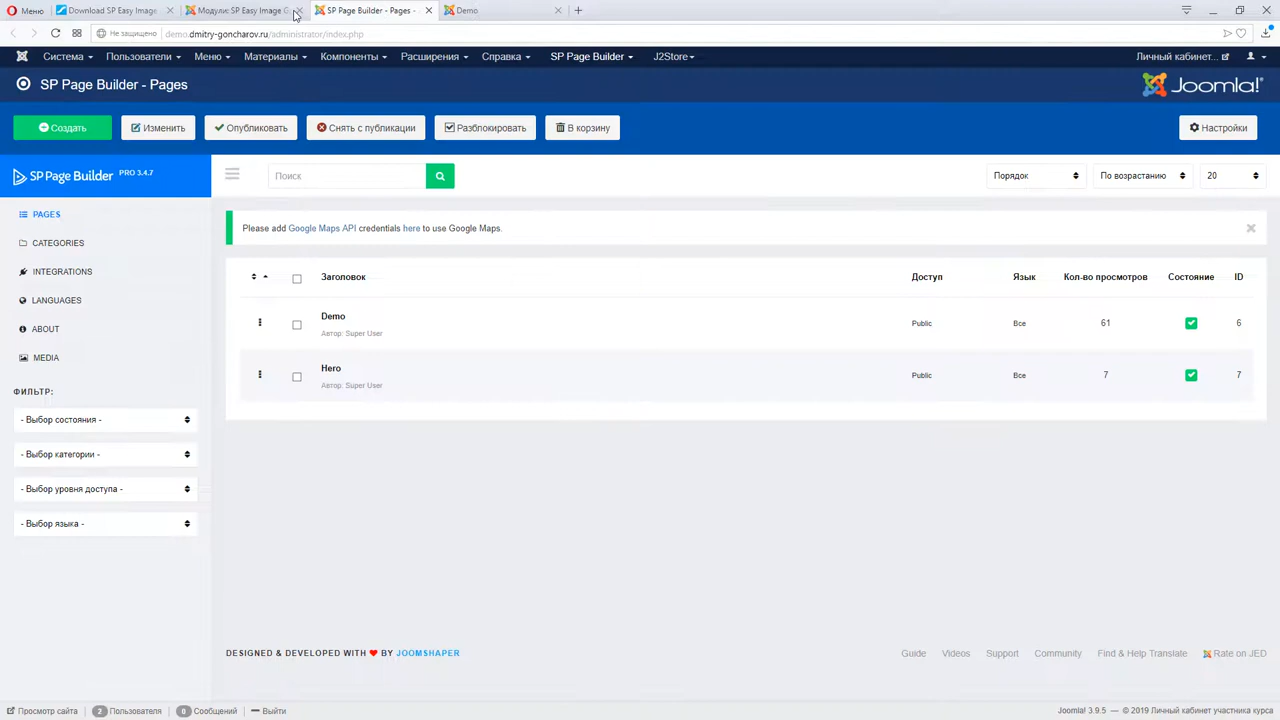 Меню
Download SP Easy Image
Модули: SP Easy Image G
SP Page Builder - Pages -
Demo
Не защищено
demo.dmitry-goncharov.ru/administrator/index.php
Система Пользователи Меню Материалы Компоненты Расширения Справка SP Page Builder J2Store
Личный кабинет...
SP Page Builder - Pages
Joomla!®
Создать
Изменить
Опубликовать
Снять с публикации
Разблокировать
В корзину
Настройки
SP Page Builder PRO 3.4.7
Поиск
Порядок
По возрастанию
20
PAGES
CATEGORIES
INTEGRATIONS
LANGUAGES
ABOUT
MEDIA
ФИЛЬТР:
- Выбор состояния -
- Выбор категории -
- Выбор уровня доступа -
- Выбор языка -
Please add Google Maps API credentials here to use Google Maps.
Заголовок Доступ Язык Кол-во просмотров Состояние ID
Demo
Автор: Super User
Public Все 61 6
Hero
Автор: Super User
Public Все 7 7
DESIGNED & DEVELOPED WITH ❤ BY JOOMSHAPER
Guide Videos Support Community Find & Help Translate Rate on JED
Просмотр сайта 2 Пользователя 0 Сообщений Выйти
Joomla! 3.9.5 — © 2019 Личный кабинет участника курса